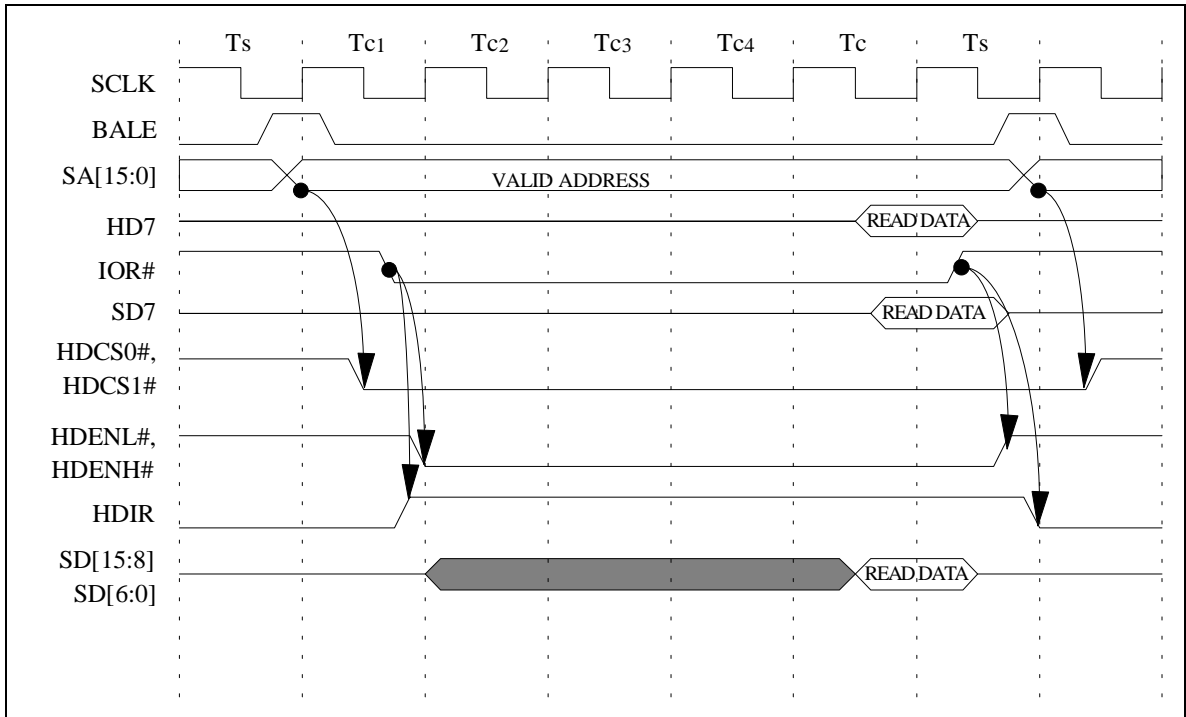 Ts Tc1 Tc2 Tc3 Tc4 Tc Ts
SCLK
BALE
SA[15:0] VALID ADDRESS
HD7 READ DATA
IOR#
SD7 READ DATA
HDCS0#,
HDCS1#
HDENL#,
HDENH#
HDIR
SD[15:8] READ DATA
SD[6:0]